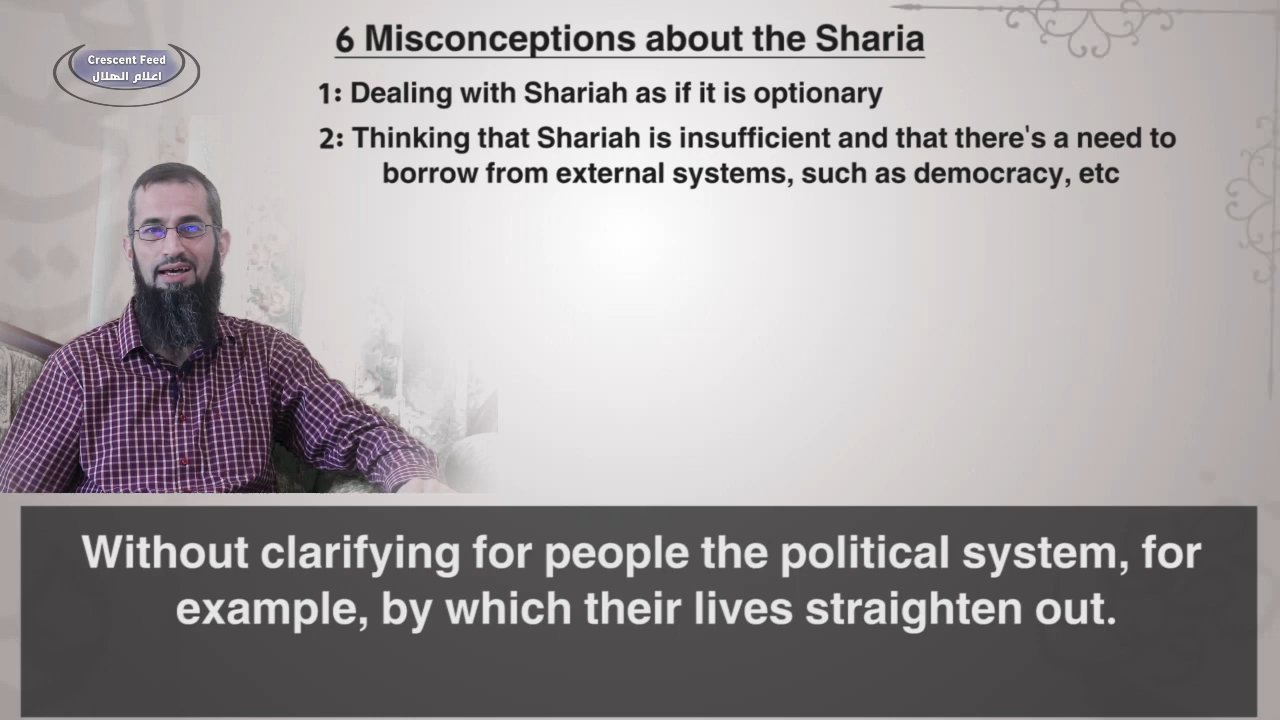 Crescent Feed
اعلام الهلال
6 Misconceptions about the Sharia
1: Dealing with Shariah as if it is optionary
2: Thinking that Shariah is insufficient and that there's a need to
borrow from external systems, such as democracy, etc
Without clarifying for people the political system, for
example, by which their lives straighten out.